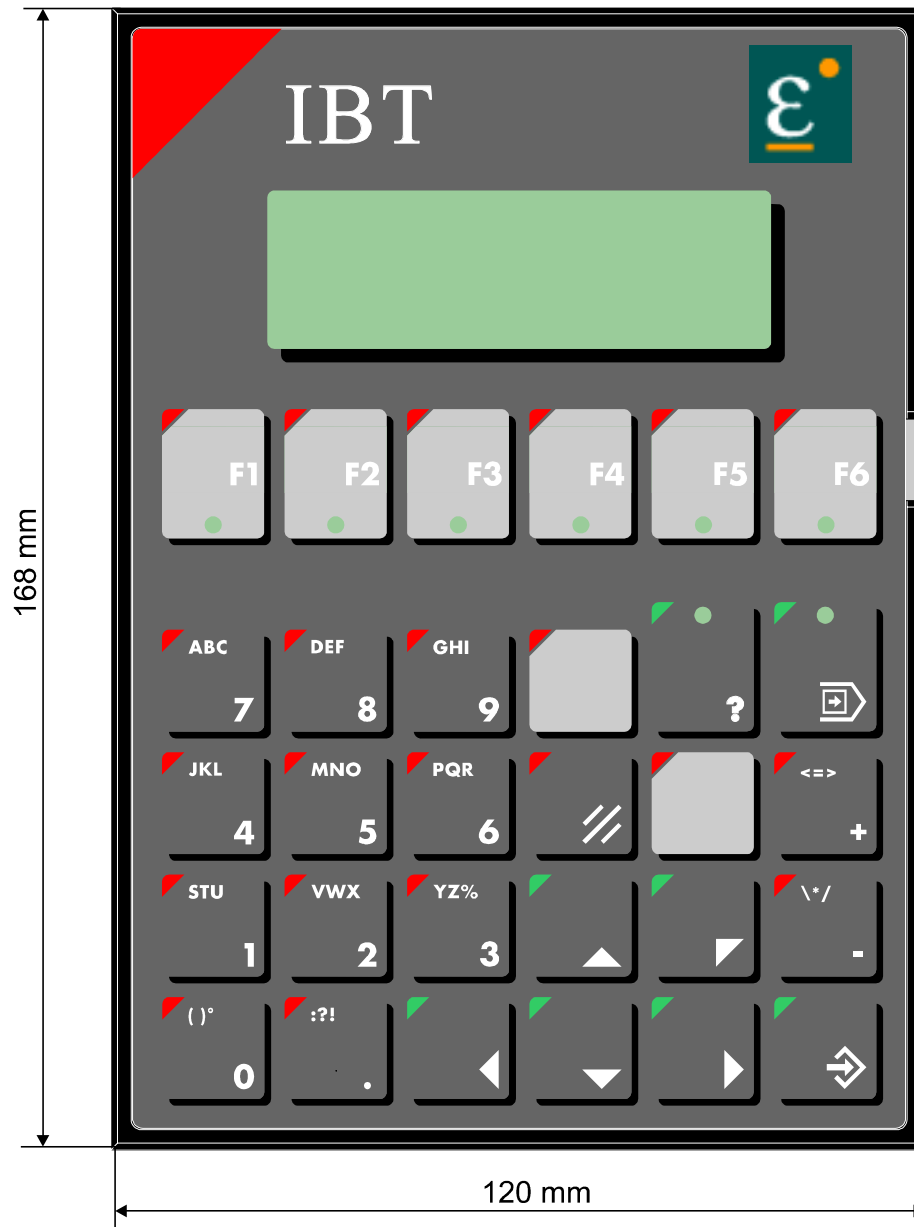 IBT
ε
F1 F2 F3 F4 F5 F6
ABC DEF GHI
7 8 9 ?
JKL MNO PQR <=>
4 5 6 +
STU VWX YZ% \*/
1 2 3 -
( )° :?!
0 .
168 mm
120 mm